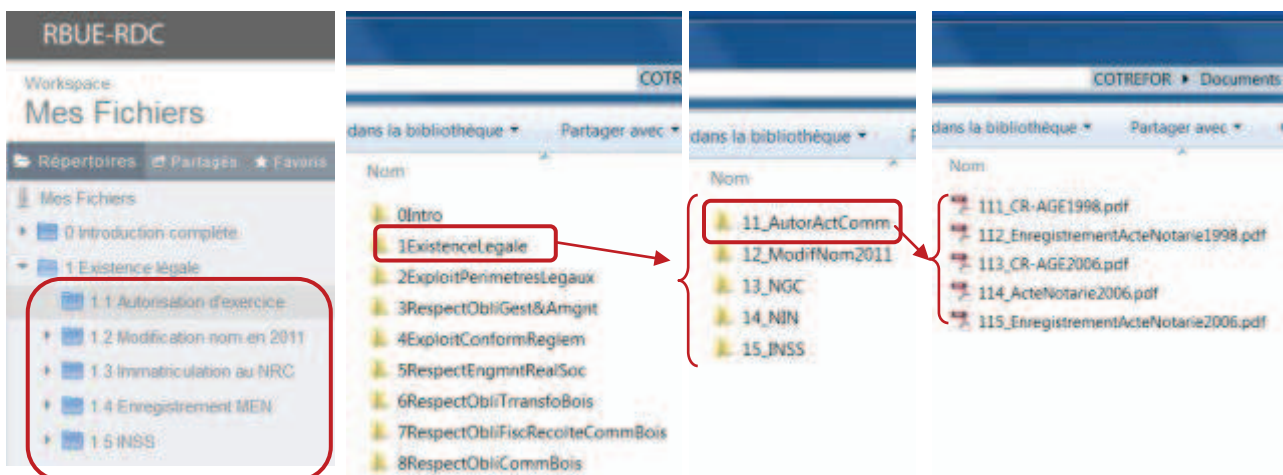 RBUE-RDC
Workspace
Mes Fichiers
Répertoires Partagés Favoris
Mes Fichiers
0 Introduction complète
1 Existence légale
1.1 Autorisation d'exercice
1.2 Modification nom en 2011
1.3 Immatriculation au NRC
1.4 Enregistrement MEN
1.5 INSS
COTR
dans la bibliothèque Partager avec
Nom
0Intro
1ExistenceLegale
2ExploitPerimetresLegaux
3RespectObliGest&Amgnt
4ExploitConformReglem
5RespectEngmntRealSoc
6RespectObliTrransfoBois
7RespectObliFiscRecolteCommBois
8RespectObliCommBois
dans la bibliothèque
Nom
11_AutorActComm
12_ModifNom2011
13_NGC
14_NIN
15_INSS
COTREFOR Documents
dans la bibliothèque Partager avec
Nom
111_CR-AGE1998.pdf
112_EnregistrementActeNotarie1998.pdf
113_CR-AGE2006.pdf
114_ActeNotarie2006.pdf
115_EnregistrementActeNotarie2006.pdf